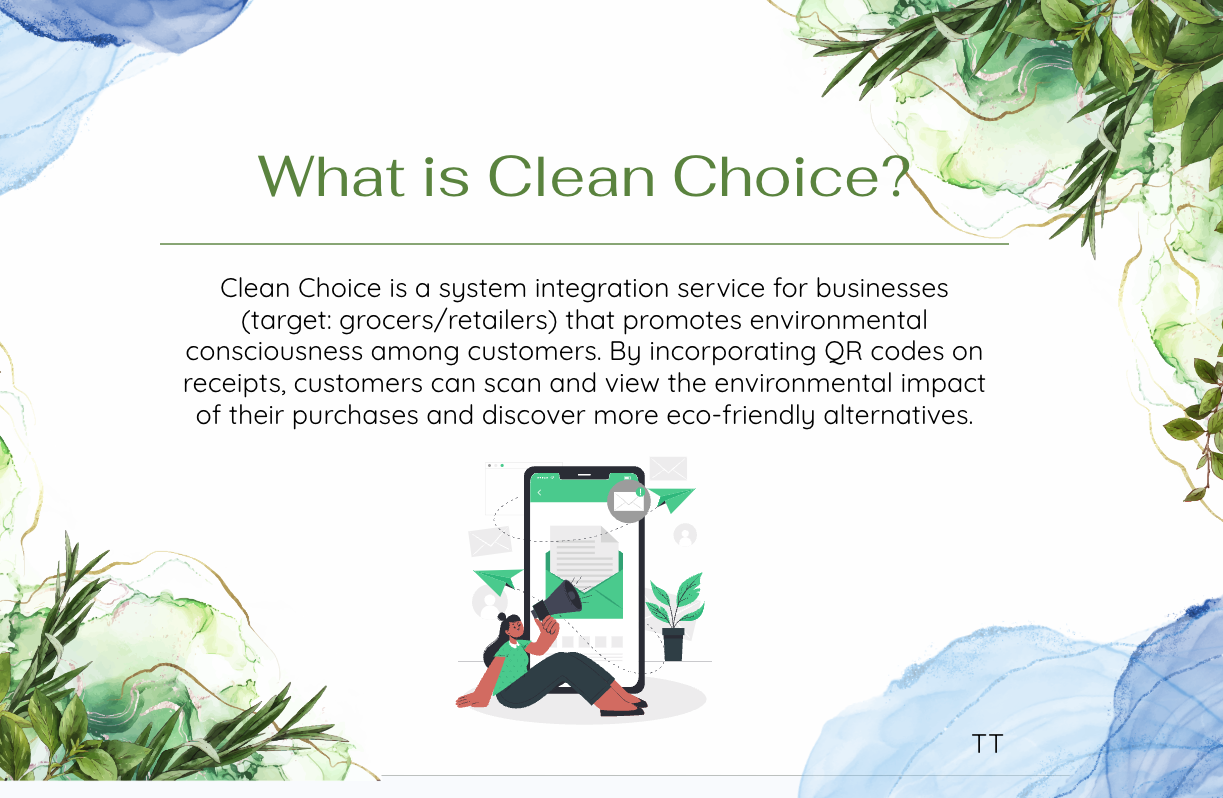 What is Clean Choice?
Clean Choice is a system integration service for businesses
(target: grocers/retailers) that promotes environmental
consciousness among customers. By incorporating QR codes on
receipts, customers can scan and view the environmental impact
of their purchases and discover more eco-friendly alternatives.
TT